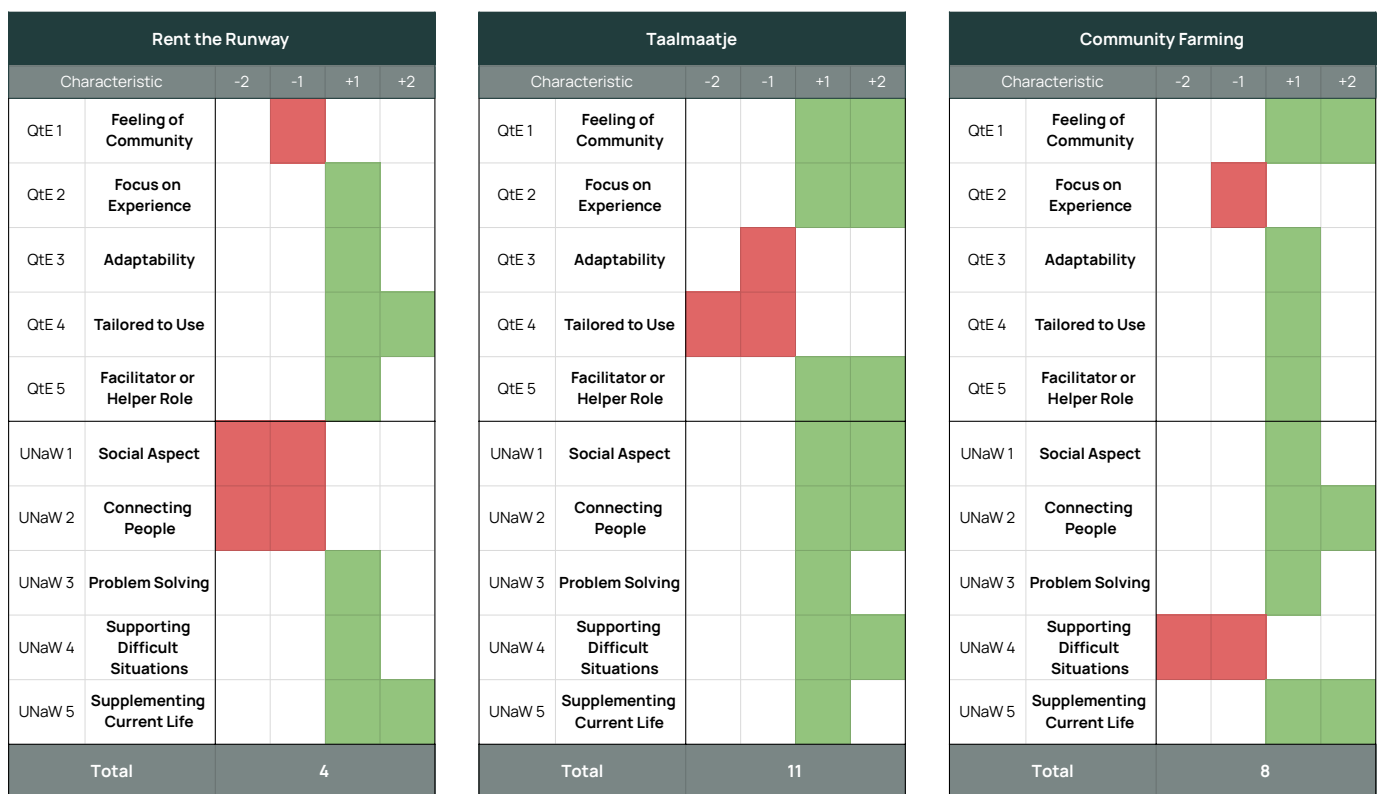 Rent the Runway
Characteristic -2 -1 +1 +2
QtE 1 Feeling of
Community
QtE 2 Focus on
Experience
QtE 3 Adaptability
QtE 4 Tailored to Use
QtE 5 Facilitator or
Helper Role
UNaW 1 Social Aspect
UNaW 2 Connecting
People
UNaW 3 Problem Solving
UNaW 4 Supporting
Difficult
Situations
UNaW 5 Supplementing
Current Life
Total 4
Taalmaatje
Characteristic -2 -1 +1 +2
QtE 1 Feeling of
Community
QtE 2 Focus on
Experience
QtE 3 Adaptability
QtE 4 Tailored to Use
QtE 5 Facilitator or
Helper Role
UNaW 1 Social Aspect
UNaW 2 Connecting
People
UNaW 3 Problem Solving
UNaW 4 Supporting
Difficult
Situations
UNaW 5 Supplementing
Current Life
Total 11
Community Farming
Characteristic -2 -1 +1 +2
QtE 1 Feeling of
Community
QtE 2 Focus on
Experience
QtE 3 Adaptability
QtE 4 Tailored to Use
QtE 5 Facilitator or
Helper Role
UNaW 1 Social Aspect
UNaW 2 Connecting
People
UNaW 3 Problem Solving
UNaW 4 Supporting
Difficult
Situations
UNaW 5 Supplementing
Current Life
Total 8